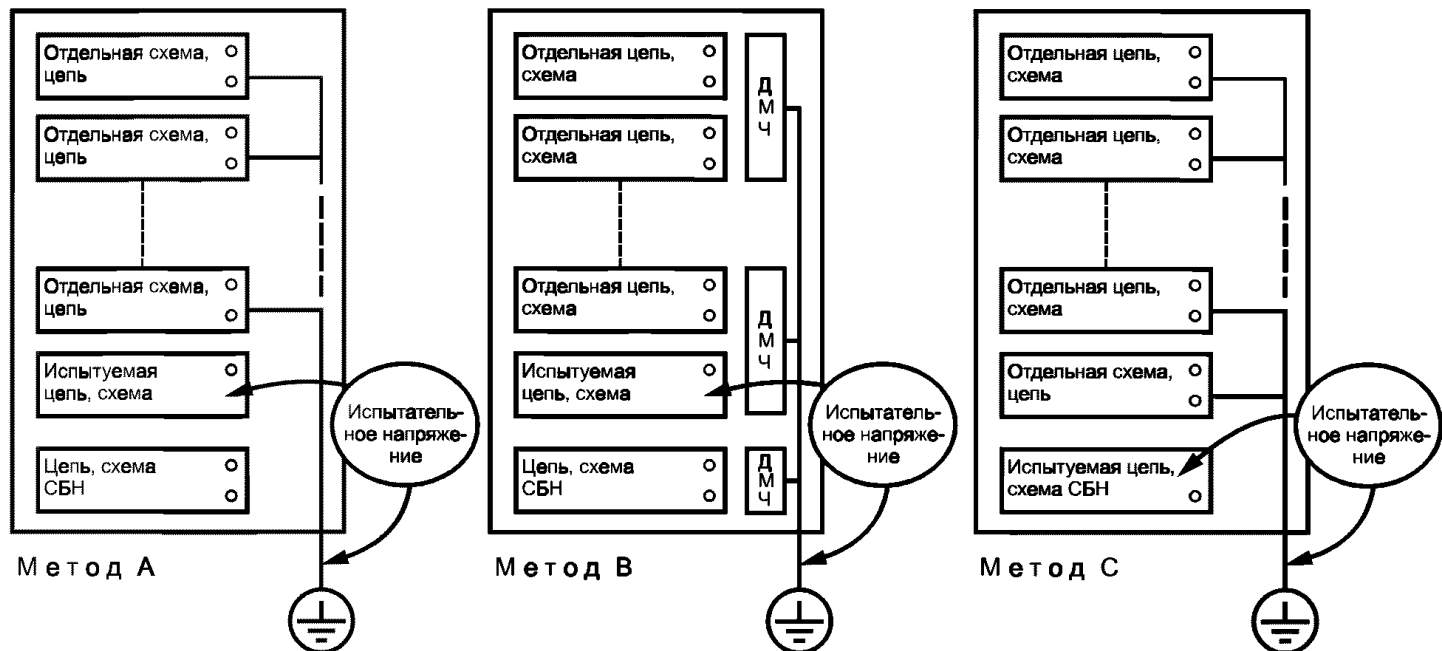 Отдельная схема,
цепь
Отдельная схема,
цепь
Отдельная схема,
цепь
Испытуемая
цепь, схема
Цепь, схема
СБН
Испытатель-
ное напряже-
ние
Метод А
Отдельная цепь,
схема
Отдельная цепь,
схема
Отдельная цепь,
схема
Испытуемая
цепь, схема
Цепь, схема
СБН
Д
М
Ч
Д
М
Ч
Д
М
Ч
Испытатель-
ное напряже-
ние
Метод В
Отдельная цепь,
схема
Отдельная цепь,
схема
Отдельная цепь,
схема
Отдельная схема,
цепь
Испытуемая цепь,
схема СБН
Испытатель-
ное напряже-
ние
Метод С